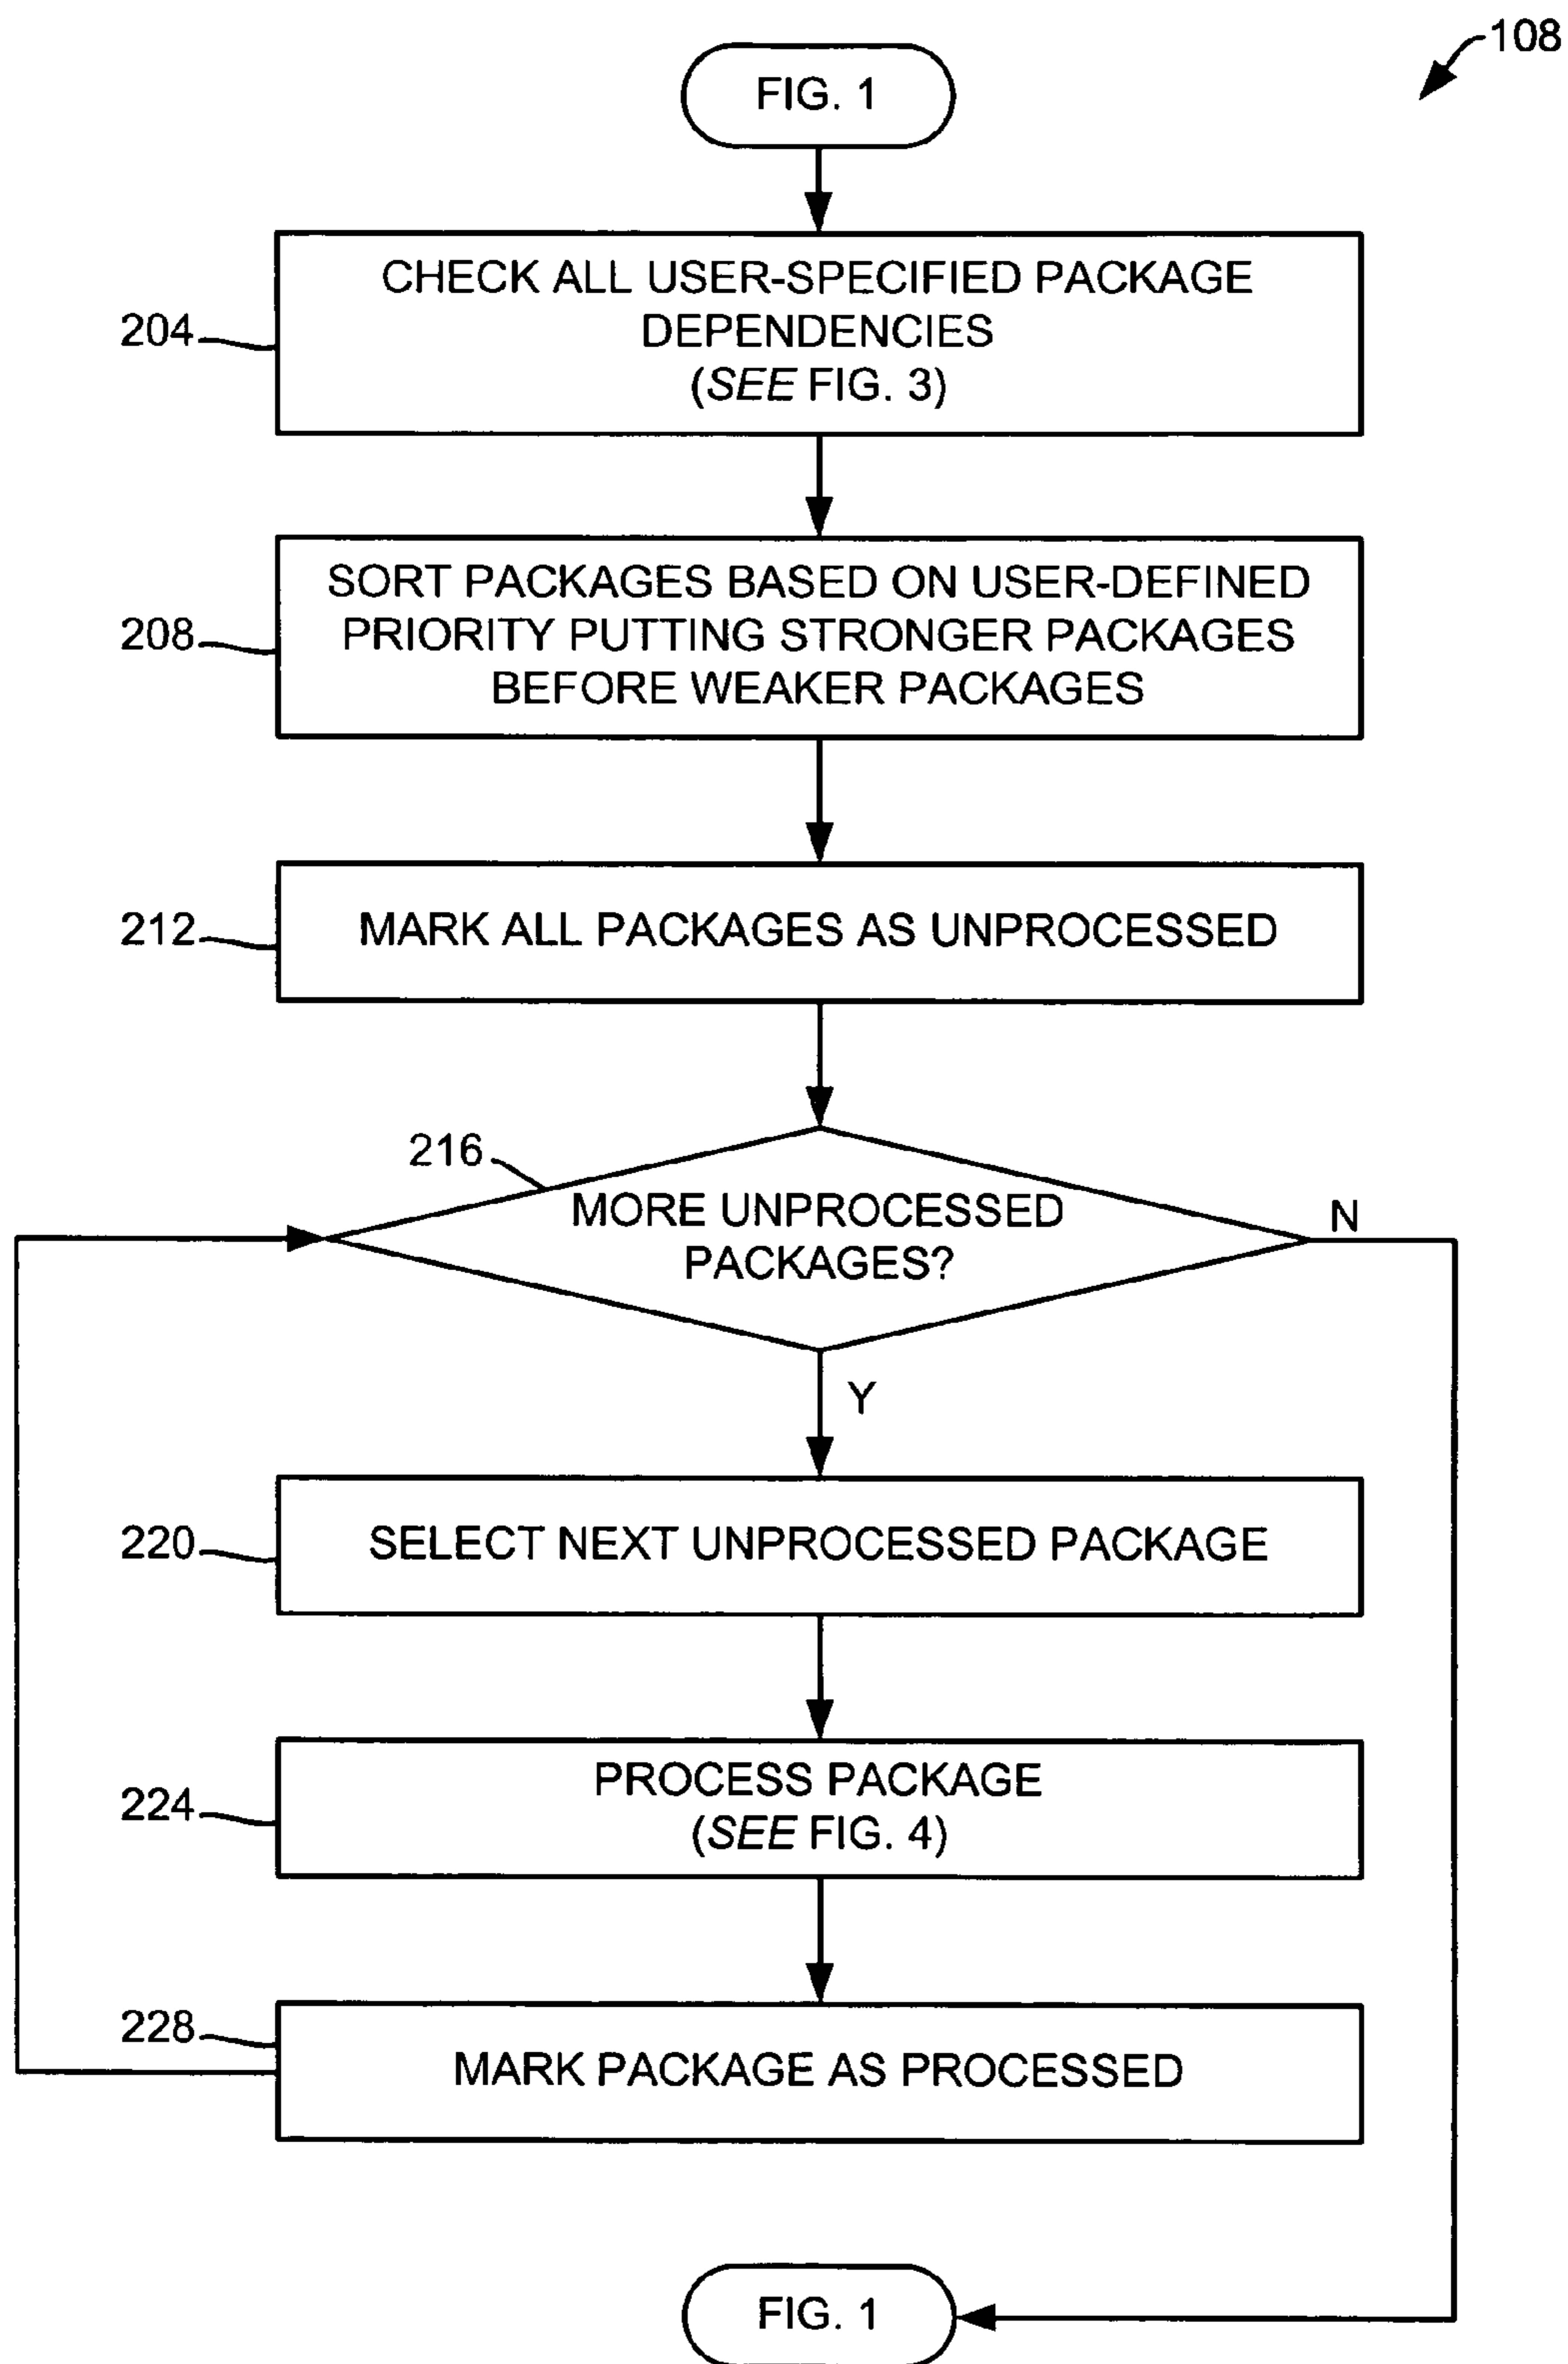 108
FIG. 1
CHECK ALL USER-SPECIFIED PACKAGE
DEPENDENCIES
(SEE FIG. 3)
204
SORT PACKAGES BASED ON USER-DEFINED
PRIORITY PUTTING STRONGER PACKAGES
BEFORE WEAKER PACKAGES
208
MARK ALL PACKAGES AS UNPROCESSED
212
216
MORE UNPROCESSED
PACKAGES?
N
Y
SELECT NEXT UNPROCESSED PACKAGE
220
PROCESS PACKAGE
(SEE FIG. 4)
224
228
MARK PACKAGE AS PROCESSED
FIG. 1